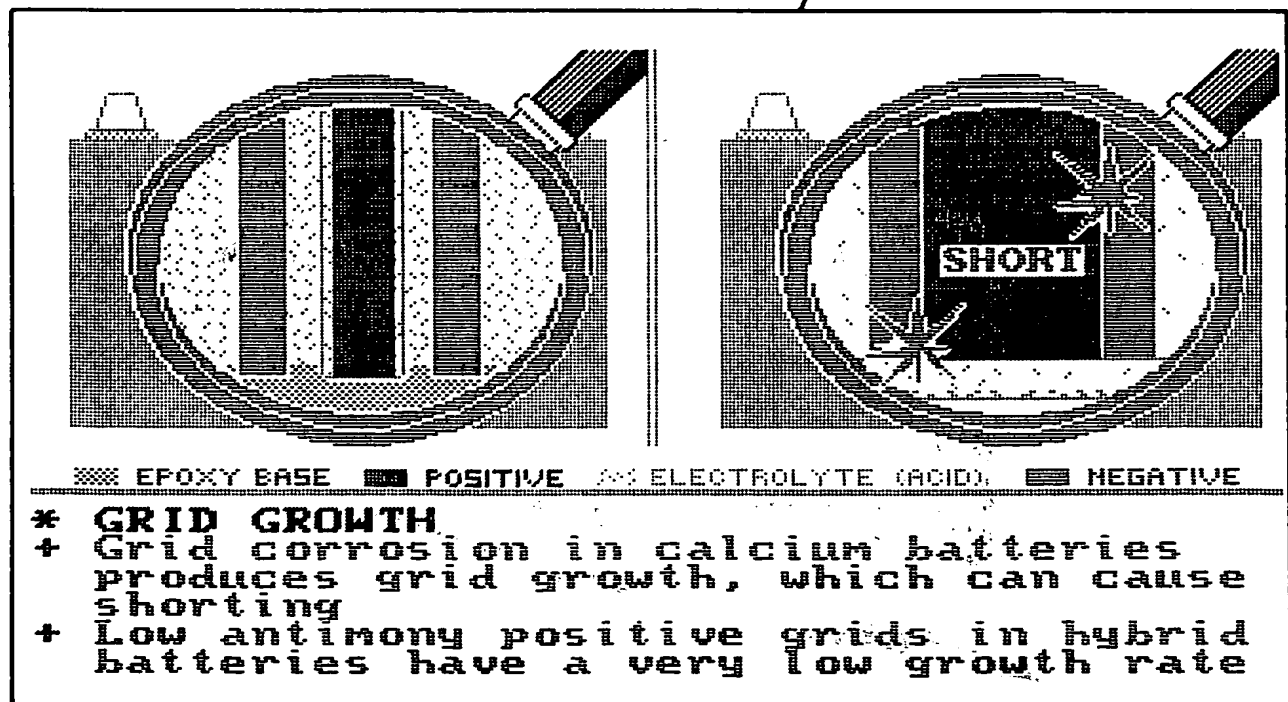 SHORT
EPOXY BASE POSITIVE ELECTROLYTE (ACID) NEGATIVE
* GRID GROWTH
+ Grid corrosion in calcium batteries
produces grid growth, which can cause
shorting
+ Low antimony positive grids in hybrid
batteries have a very low growth rate